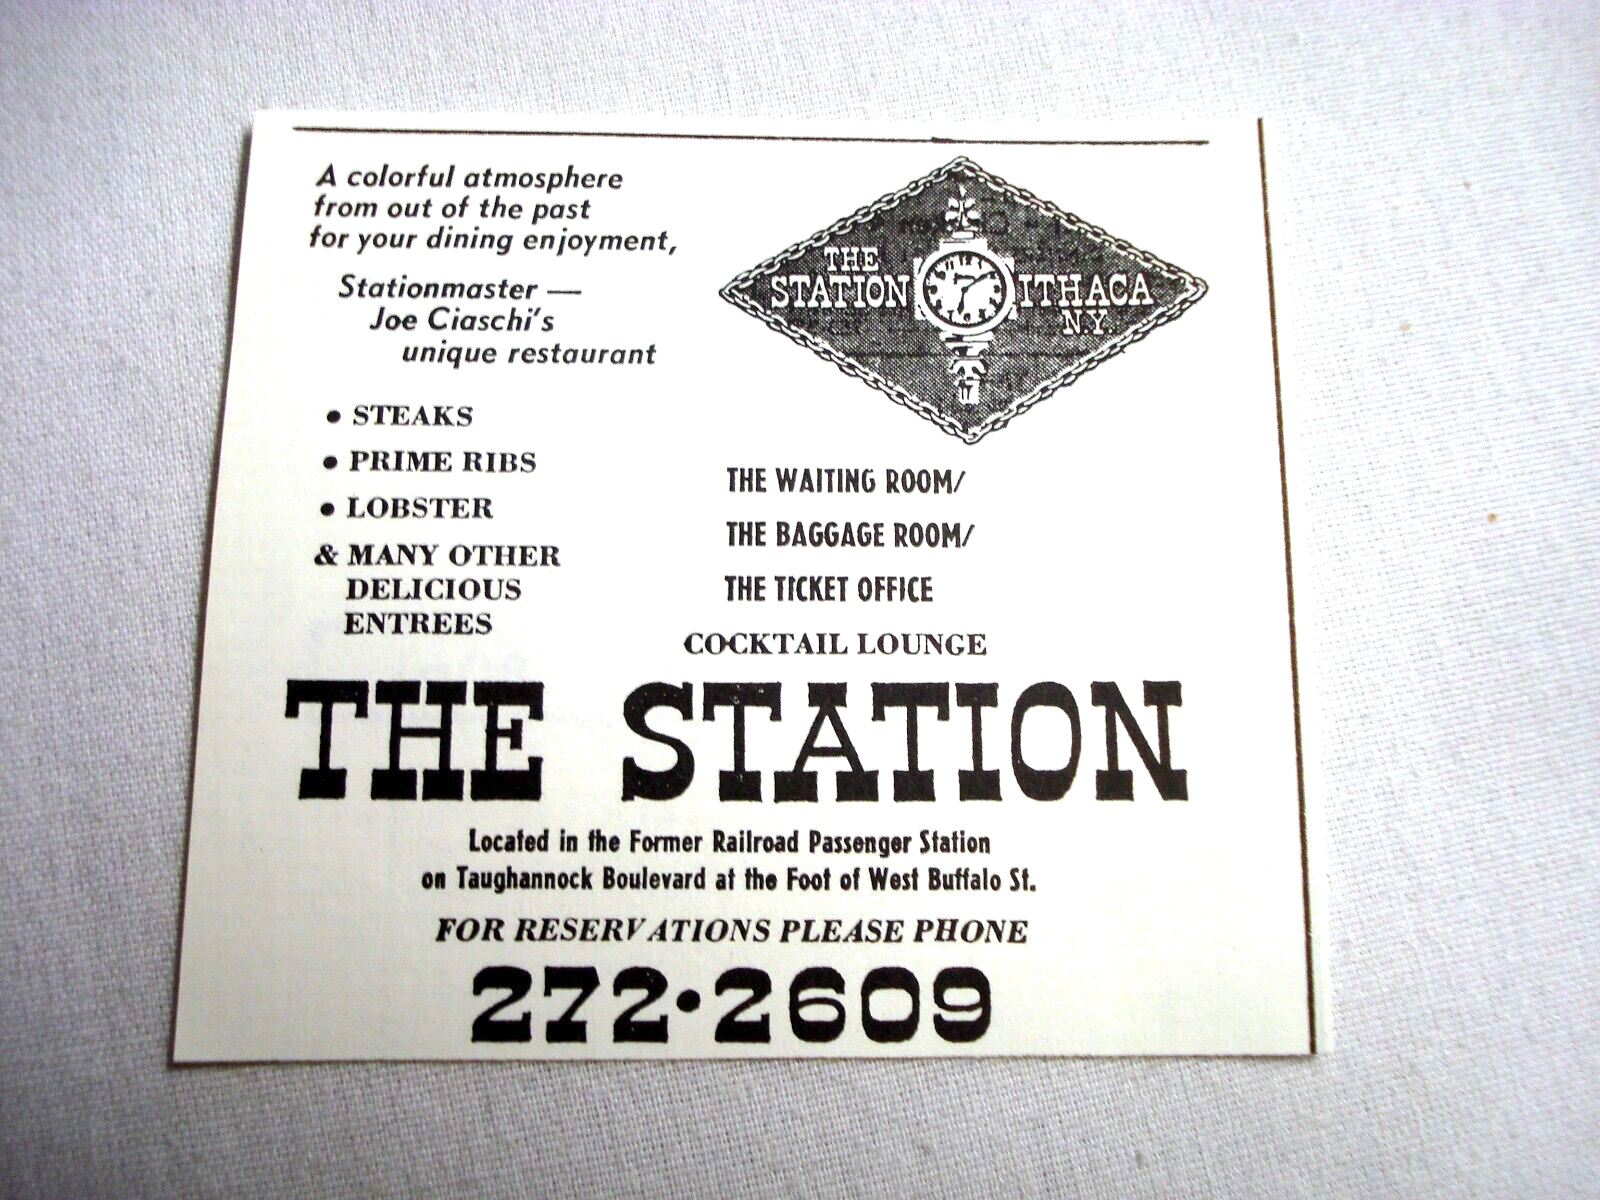 A colorful atmosphere
from out of the past
for your dining enjoyment,
Stationmaster —
Joe Ciaschi's
unique restaurant
• STEAKS
• PRIME RIBS
• LOBSTER
& MANY OTHER
DELICIOUS
ENTREES
THE
STATION
ITHACA
N.Y.
THE WAITING ROOM/
THE BAGGAGE ROOM/
THE TICKET OFFICE
COCKTAIL LOUNGE
THE STATION
Located in the Former Railroad Passenger Station
on Taughannock Boulevard at the Foot of West Buffalo St.
FOR RESERVATIONS PLEASE PHONE
272•2609